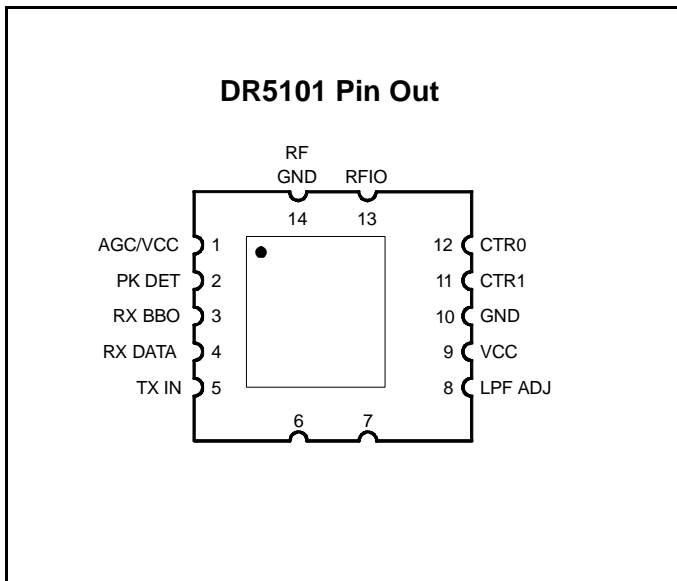 DR5101 Pin Out
RF
GND RFIO
14 13
AGC/VCC 1 12 CTR0
PK DET 2 11 CTR1
RX BBO 3 10 GND
RX DATA 4 9 VCC
TX IN 5 8 LPF ADJ
6 7